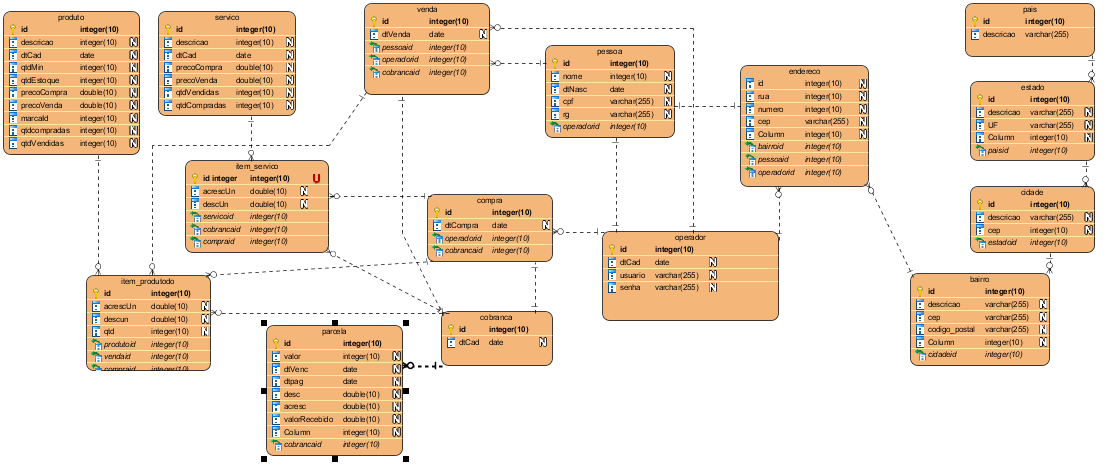 produto
id integer(10)
descricao integer(10) N
dtCad date N
qtdMin integer(10) N
qtdEstoque integer(10) N
precoCompra double(10) N
precoVenda double(10) N
marcaId integer(10) N
qtdcompradas integer(10) N
qtdVendidas integer(10) N
servico
id integer(10)
descricao integer(10) N
dtCad date N
precoCompra double(10) N
precoVenda double(10) N
qtdVendidas integer(10) N
qtdCompradas integer(10) N
venda
id integer(10)
dtVenda date N
pessoaid integer(10)
operadorid integer(10)
cobrancaid integer(10)
pessoa
id integer(10)
nome integer(10) N
dtNasc date N
cpf varchar(255) N
rg varchar(255) N
operadorid integer(10)
endereco
id integer(10) N
rua integer(10) N
numero integer(10) N
cep varchar(255) N
Column integer(10) N
bairroid integer(10)
pessoaid integer(10)
operadorid integer(10)
pais
id integer(10)
descricao varchar(255) N
estado
id integer(10)
descricao varchar(255) N
UF varchar(255) N
Column integer(10) N
paisid integer(10)
item_servico
id integer integer(10) U
acrescUn double(10) N
descUn double(10) N
servicoid integer(10)
cobrancaid integer(10)
compraid integer(10)
compra
id integer(10)
dtCompra date N
operadorid integer(10)
cobrancaid integer(10)
operador
id integer(10)
dtCad date N
usuario varchar(255) N
senha varchar(255) N
cidade
id integer(10)
descricao varchar(255) N
cep integer(10) N
estadoid integer(10)
item_produtodo
id integer(10)
acrescUn double(10) N
descun double(10) N
qtd integer(10) N
produtoid integer(10)
vendaid integer(10)
compraid integer(10)
cobranca
id integer(10)
dtCad date N
bairro
id integer(10)
descricao varchar(255) N
cep varchar(255) N
codigo_postal varchar(255) N
Column integer(10) N
cidadeid integer(10)
parcela
id integer(10)
valor integer(10) N
dtVenc date N
dtpag date N
desc double(10) N
acresc double(10) N
valorRecebido double(10) N
Column integer(10) N
cobrancaid integer(10)